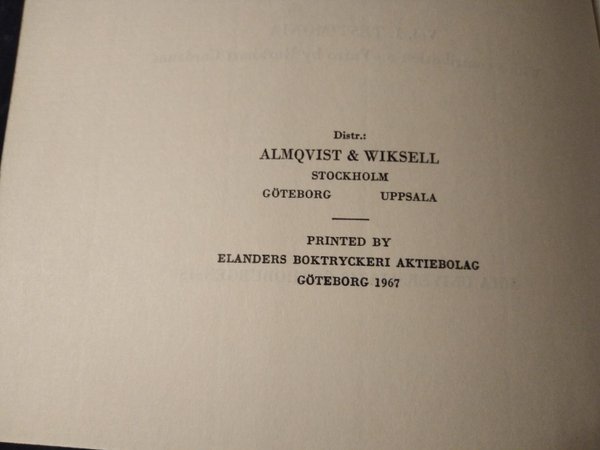 Distr.:
ALMQVIST & WIKSELL
STOCKHOLM
GÖTEBORG UPPSALA
PRINTED BY
ELANDERS BOKTRYCKERI AKTIEBOLAG
GÖTEBORG 1967